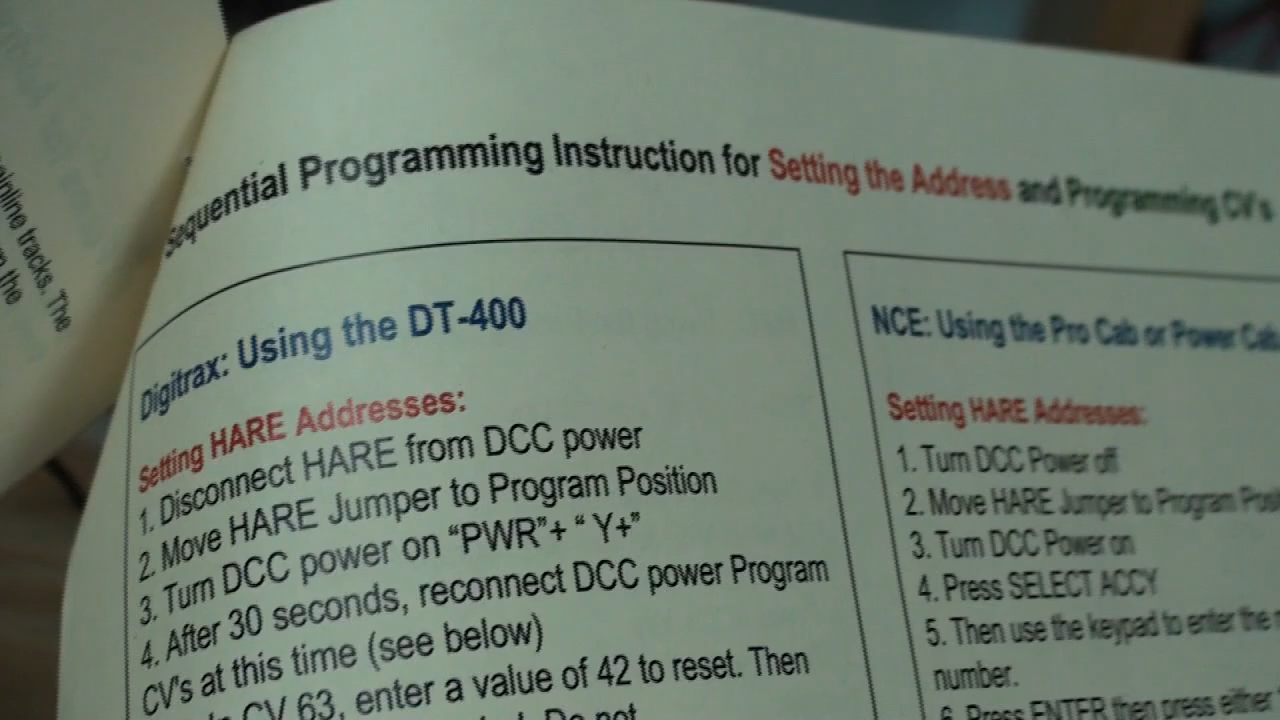 Sequential Programming Instruction for Setting the Address and Programming CV's
Digitrax: Using the DT-400
Setting HARE Addresses:
1. Disconnect HARE from DCC power
2. Move HARE Jumper to Program Position
3. Turn DCC power on “PWR”+ “ Y+”
4. After 30 seconds, reconnect DCC power Program
CV's at this time (see below)
CV 63, enter a value of 42 to reset. Then
Do not
NCE: Using the Pro Cab or Power Cab
Setting HARE Addresses:
1. Turn DCC Power off
2. Move HARE Jumper to Program
3. Turn DCC Power on
4. Press SELECT ACCY
5. Then use the keypad to enter the
number.
6. Press ENTER then press either
tracks. The
the